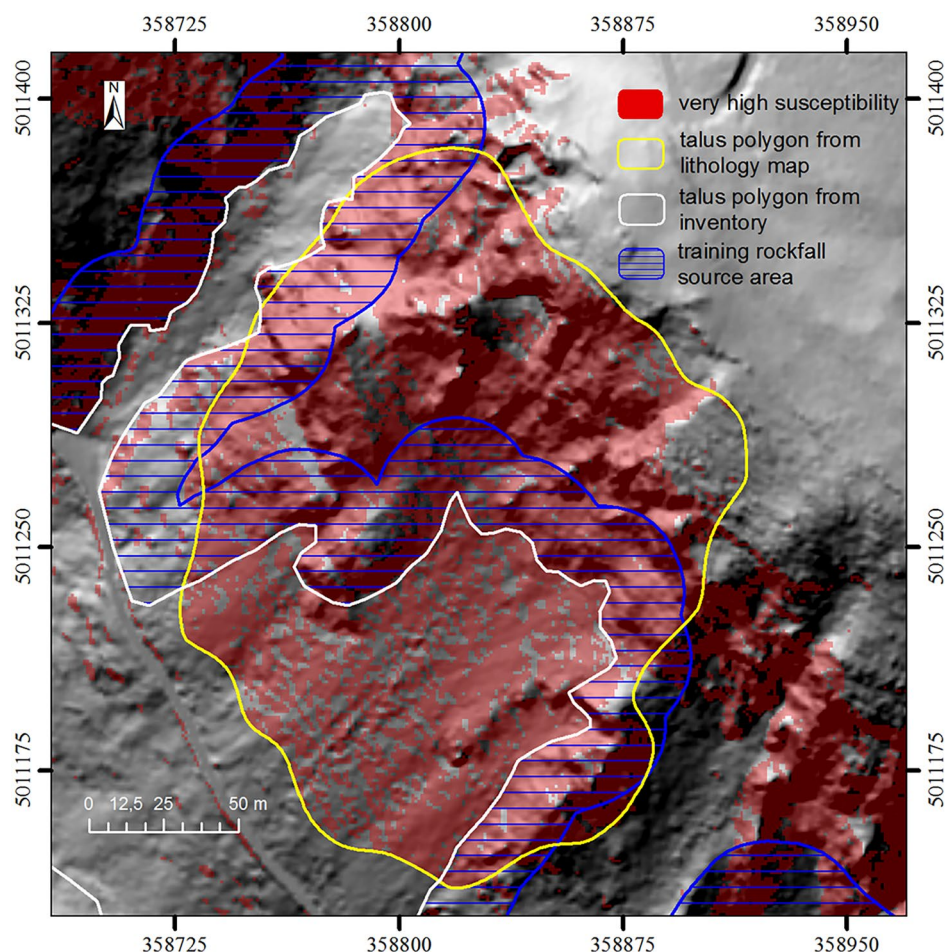 358725 358800 358875 358950
5011400 5011400
N
very high susceptibility
talus polygon from
lithology map
talus polygon from
inventory
training rockfall
source area
5011325 5011325
5011250 5011250
5011175 5011175
0 12,5 25 50 m
358725 358800 358875 358950